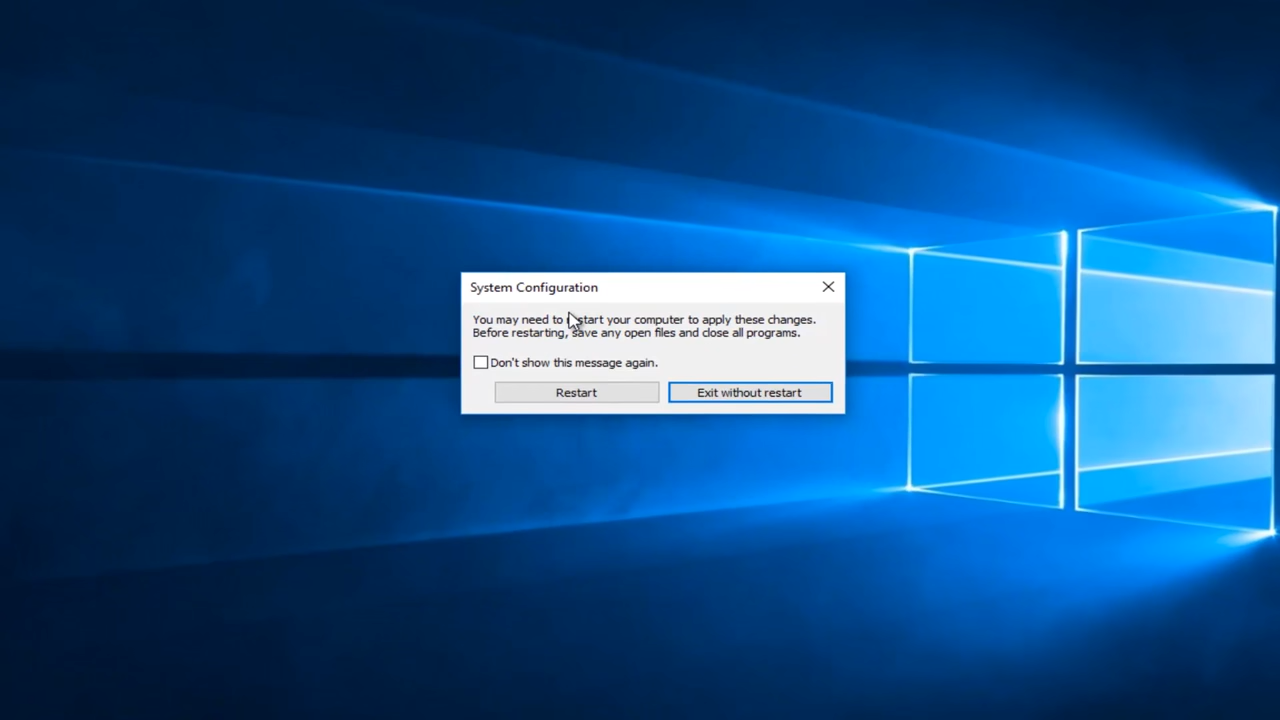 System Configuration
You may need to restart your computer to apply these changes.
Before restarting, save any open files and close all programs.
Don't show this message again.
Restart
Exit without restart